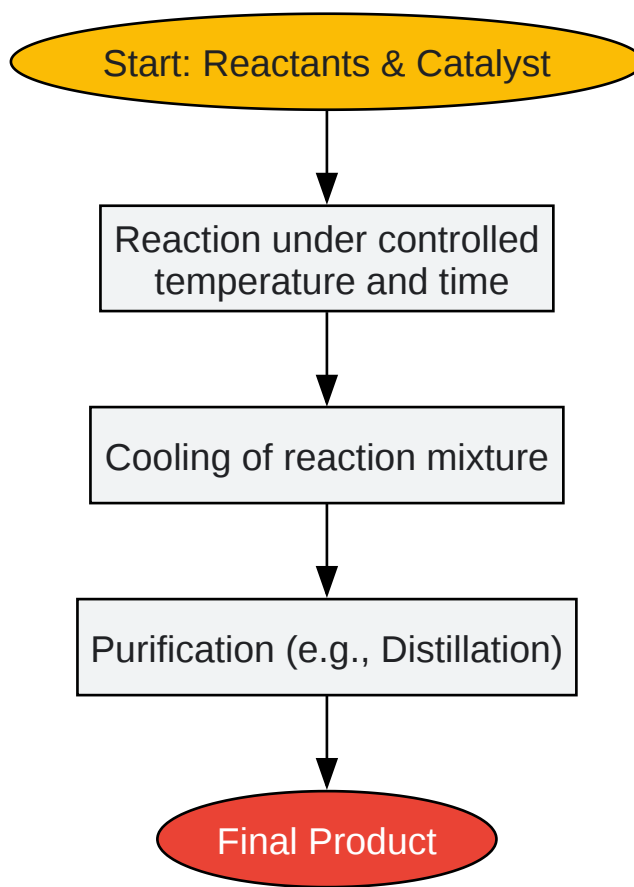 Start: Reactants & Catalyst
Reaction under controlled
temperature and time
Cooling of reaction mixture
Purification (e.g., Distillation)
Final Product